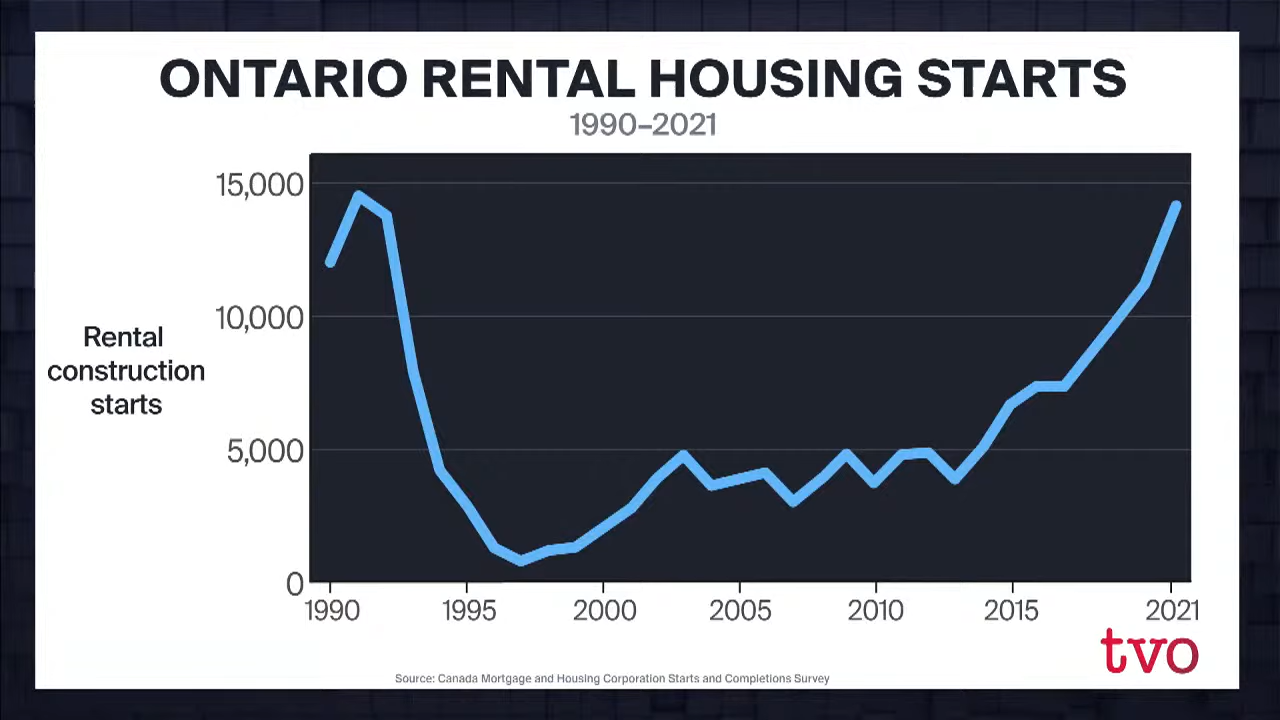 ONTARIO RENTAL HOUSING STARTS
1990–2021
15,000
10,000
Rental
construction
starts
5,000
0
1990 1995 2000 2005 2010 2015 2021
tvo
Source: Canada Mortgage and Housing Corporation Starts and Completions Survey